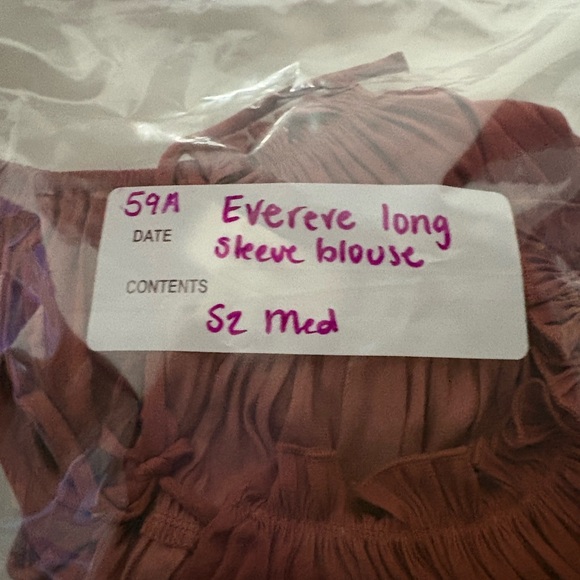 59A Evereve long
DATE sleeve blouse
CONTENTS
Sz Med